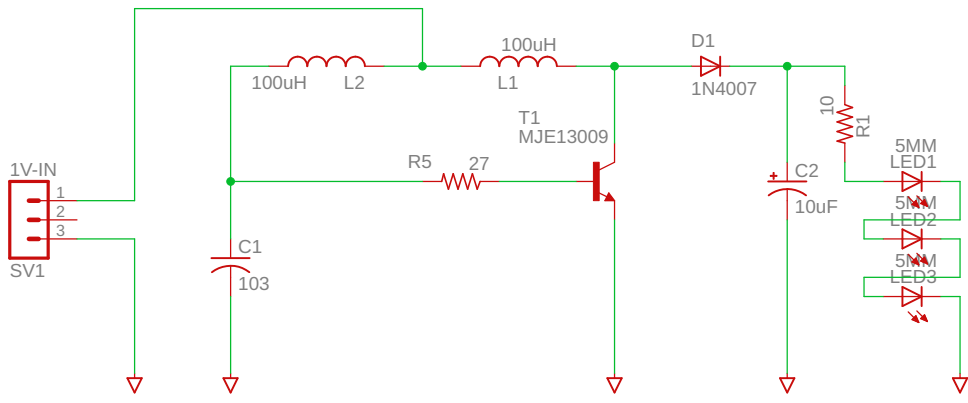 100uH
D1
100uH
L2
L1
1N4007
10
R1
T1
MJE13009
5MM
LED1
1V-IN
R5
27
1
2
3
SV1
C2
10uF
5MM
LED2
C1
103
5MM
LED3